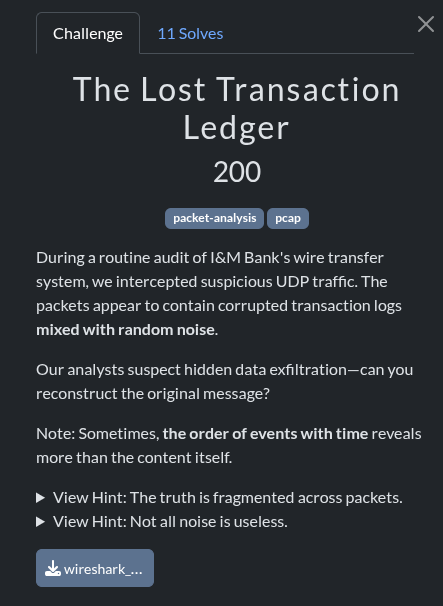 Challenge
11 Solves
The Lost Transaction
Ledger
200
packet-analysis
pcap
During a routine audit of I&M Bank's wire transfer
system, we intercepted suspicious UDP traffic. The
packets appear to contain corrupted transaction logs
mixed with random noise.
Our analysts suspect hidden data exfiltration—can you
reconstruct the original message?
Note: Sometimes, the order of events with time reveals
more than the content itself.
View Hint: The truth is fragmented across packets.
View Hint: Not all noise is useless.
wireshark_...